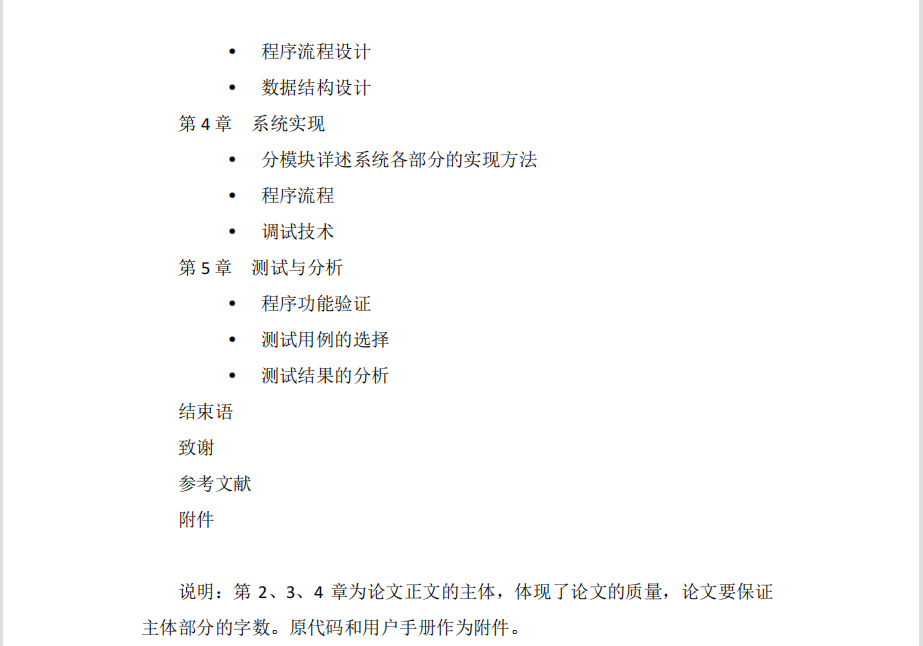 • 程序流程设计
• 数据结构设计
第 4 章 系统实现
• 分模块详述系统各部分的实现方法
• 程序流程
• 调试技术
第 5 章 测试与分析
• 程序功能验证
• 测试用例的选择
• 测试结果的分析
结束语
致谢
参考文献
附件
说明：第 2、3、4 章为论文正文的主体，体现了论文的质量，论文要保证
主体部分的字数。原代码和用户手册作为附件。